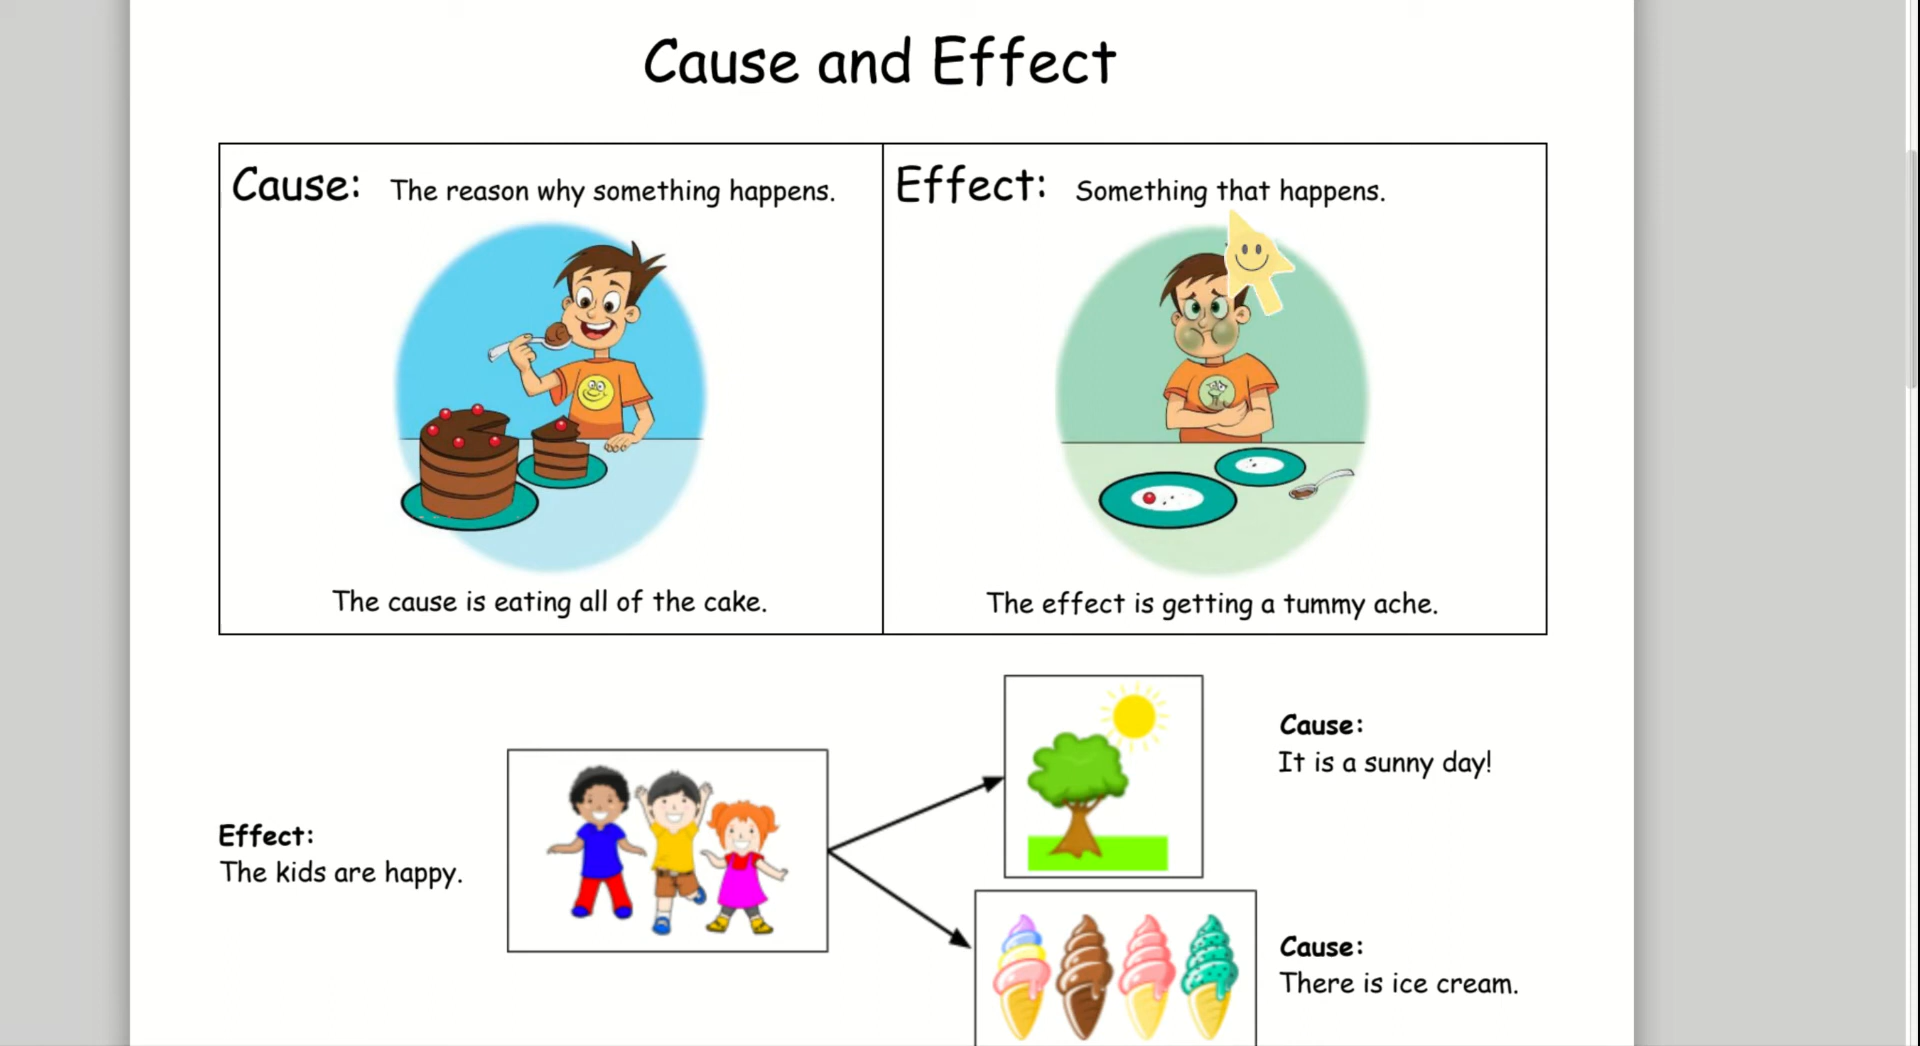 Cause and Effect
Cause: The reason why something happens.
Effect: Something that happens.
The cause is eating all of the cake.
The effect is getting a tummy ache.
Effect:
The kids are happy.
Cause:
It is a sunny day!
Cause:
There is ice cream.